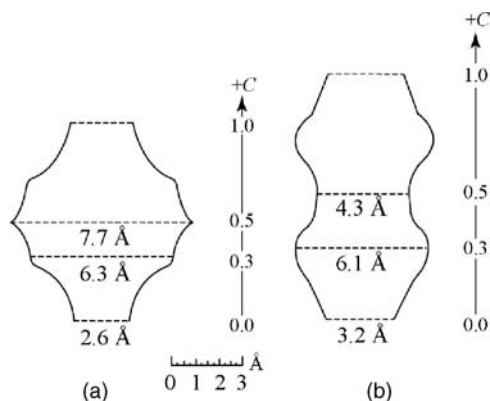 +C
1.0
0.5
0.3
0.0
7.7 Å
6.3 Å
2.6 Å
Å
0 1 2 3
(a)
+C
1.0
0.5
0.3
0.0
4.3 Å
6.1 Å
3.2 Å
(b)